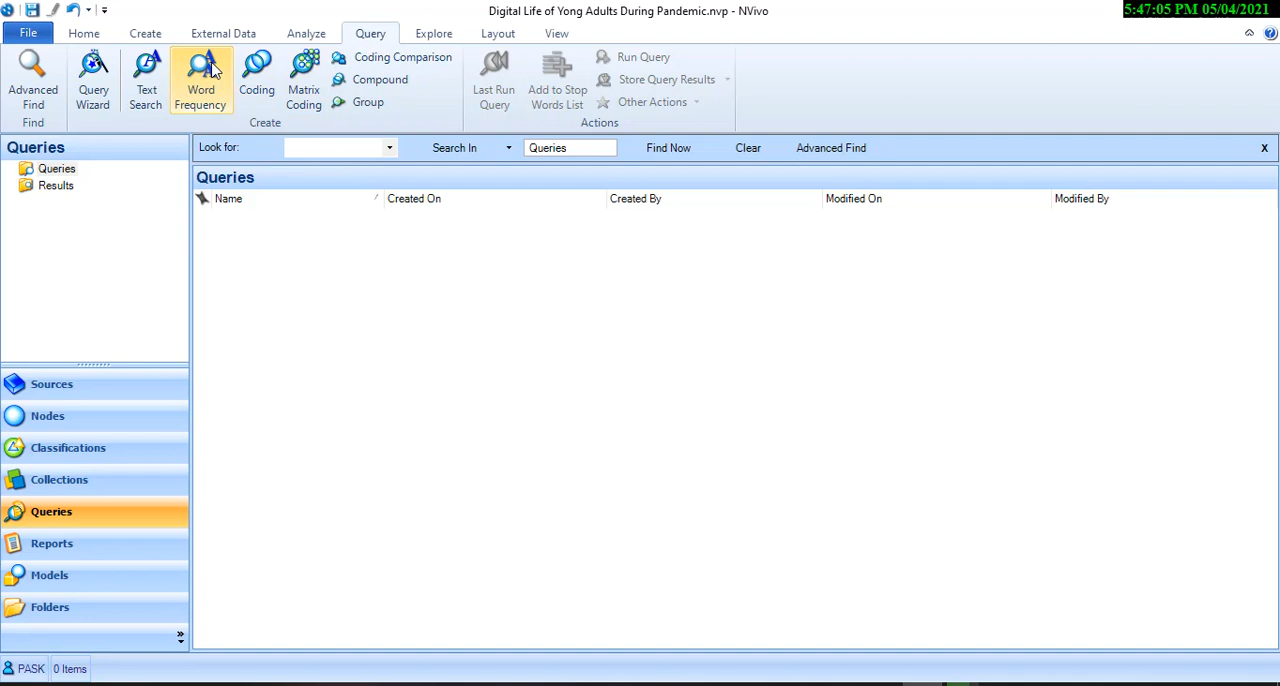 Digital Life of Yong Adults During Pandemic.nvp - NVivo
5:47:05 PM 05/04/2021
File Home Create External Data Analyze Query Explore Layout View
Advanced Find
Query Wizard
Text Search
Word Frequency
Coding
Matrix Coding
Coding Comparison
Compound
Group
Last Run Query
Add to Stop Words List
Run Query
Store Query Results
Other Actions
Find
Create
Actions
Queries
Look for: Search In Queries Find Now Clear Advanced Find X
Queries
Results
Queries
Name Created On Created By Modified On Modified By
Sources
Nodes
Classifications
Collections
Queries
Reports
Models
Folders
PASK 0 Items